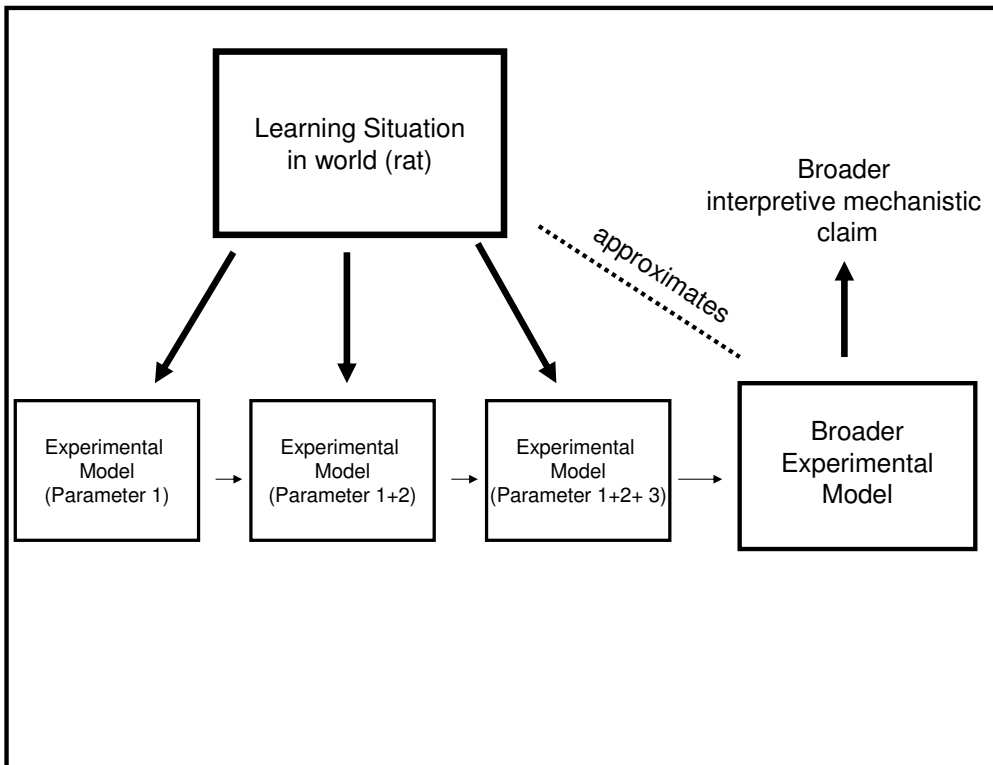 Learning Situation
in world (rat)
Broader
interpretive mechanistic
claim
approximates
Experimental
Model
(Parameter 1)
Experimental
Model
(Parameter 1+2)
Experimental
Model
(Parameter 1+2+ 3)
Broader
Experimental
Model